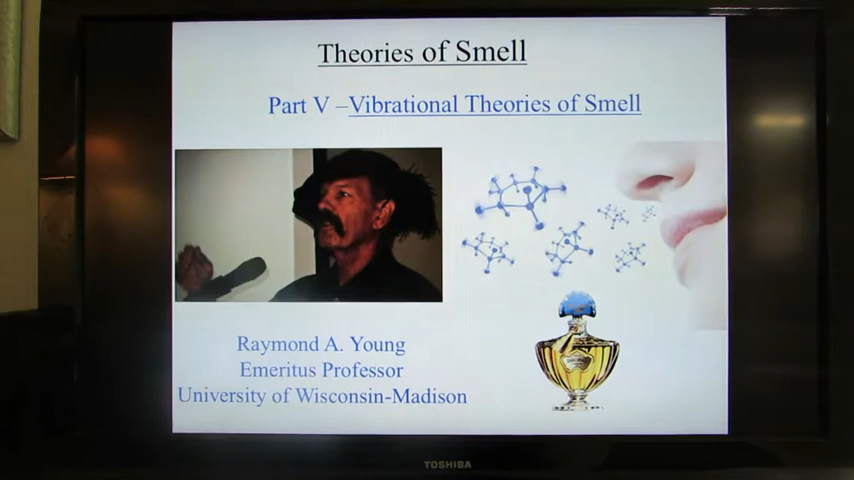 Theories of Smell
Part V –Vibrational Theories of Smell
Raymond A. Young
Emeritus Professor
University of Wisconsin-Madison
TOSHIBA